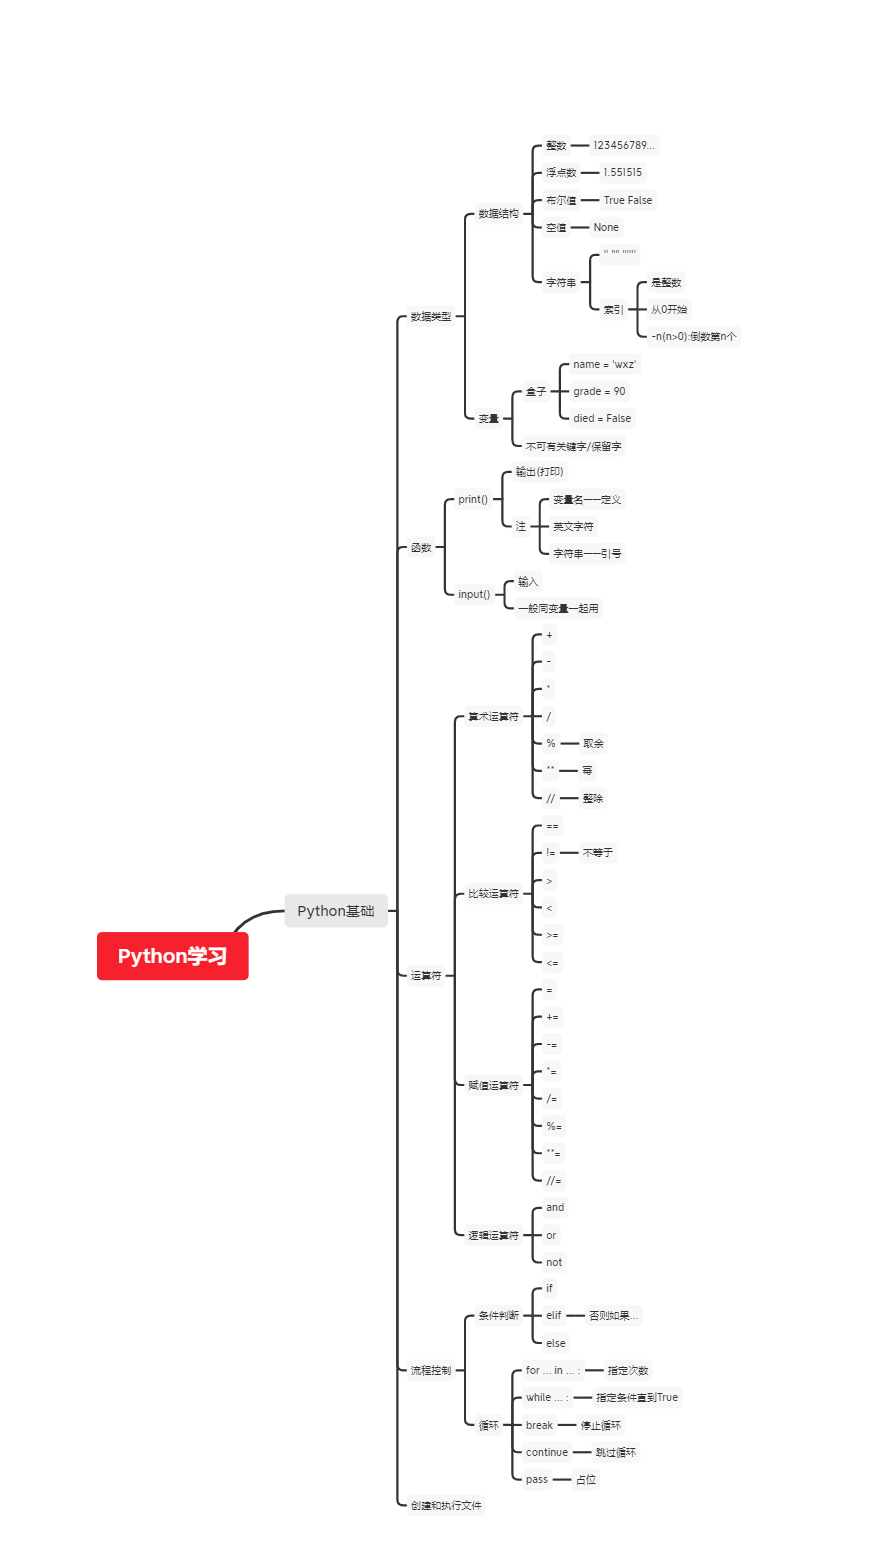 Python学习
Python基础
数据类型
数据结构
整数
123456789...
浮点数
1.551515
布尔值
True False
空值
None
字符串
'' "" """"
索引
是整数
从0开始
-n(n>0):倒数第n个
变量
盒子
name = 'wxz'
grade = 90
died = False
不可有关键字/保留字
函数
print()
输出(打印)
注
变量名——定义
英文字符
字符串——引号
input()
输入
一般同变量一起用
运算符
算术运算符
+
-
*
/
%
取余
**
幂
//
整除
比较运算符
==
!=
不等于
>
<
>=
<=
赋值运算符
=
+=
-=
*=
/=
%=
**=
//=
逻辑运算符
and
or
not
流程控制
条件判断
if
elif
否则如果...
else
循环
for ... in ... :
指定次数
while ... :
指定条件直到True
break
停止循环
continue
跳过循环
pass
占位
创建和执行文件